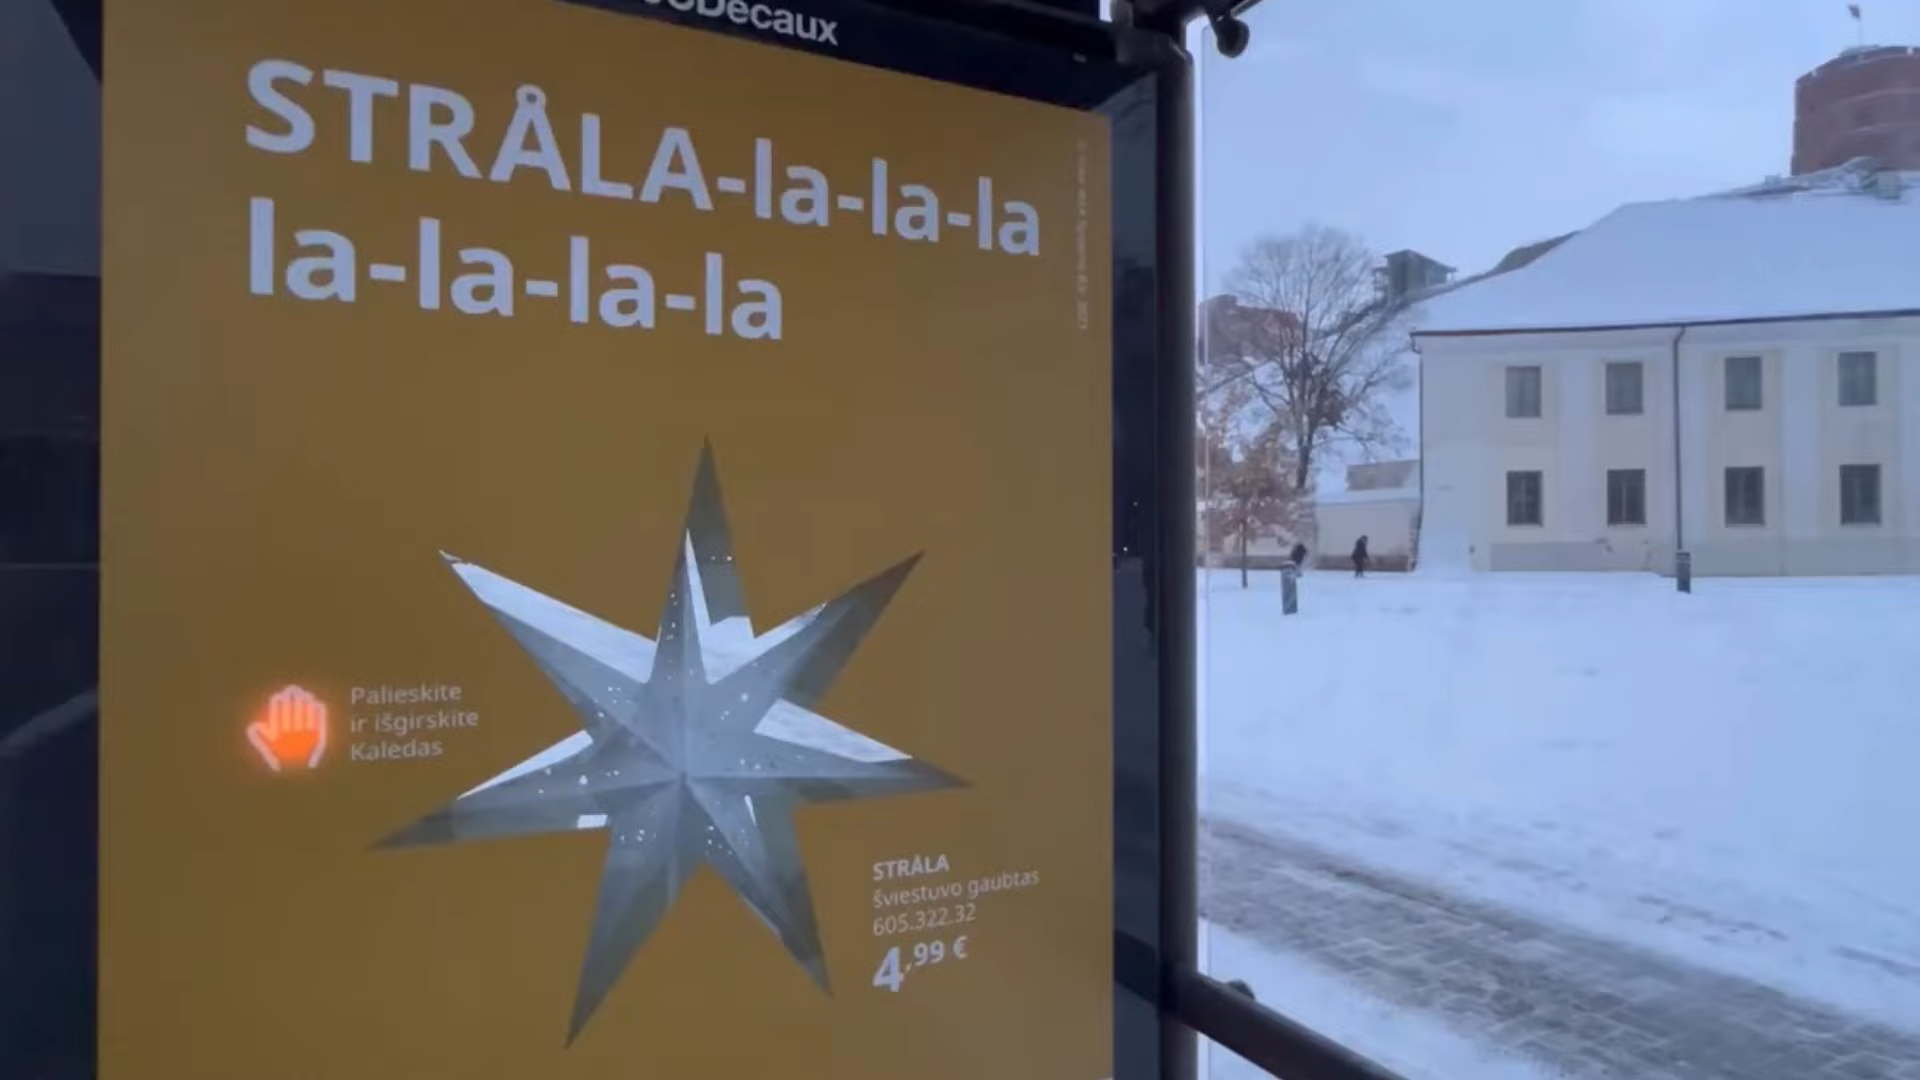 JCDecaux
STRÅLA-la-la-la
la-la-la-la
Palieskite
ir išgirskite
Kalėdas
STRÅLA
šviestuvo gaubtas
605.322.32
4,99 €